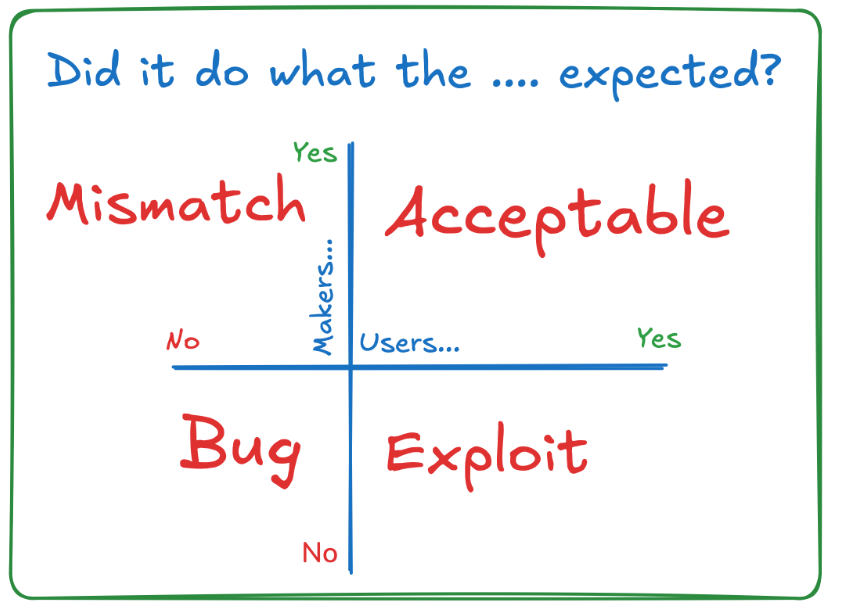 Did it do what the .... expected?
Yes
Mismatch
Acceptable
Makers...
No
Users...
Yes
Bug
Exploit
No